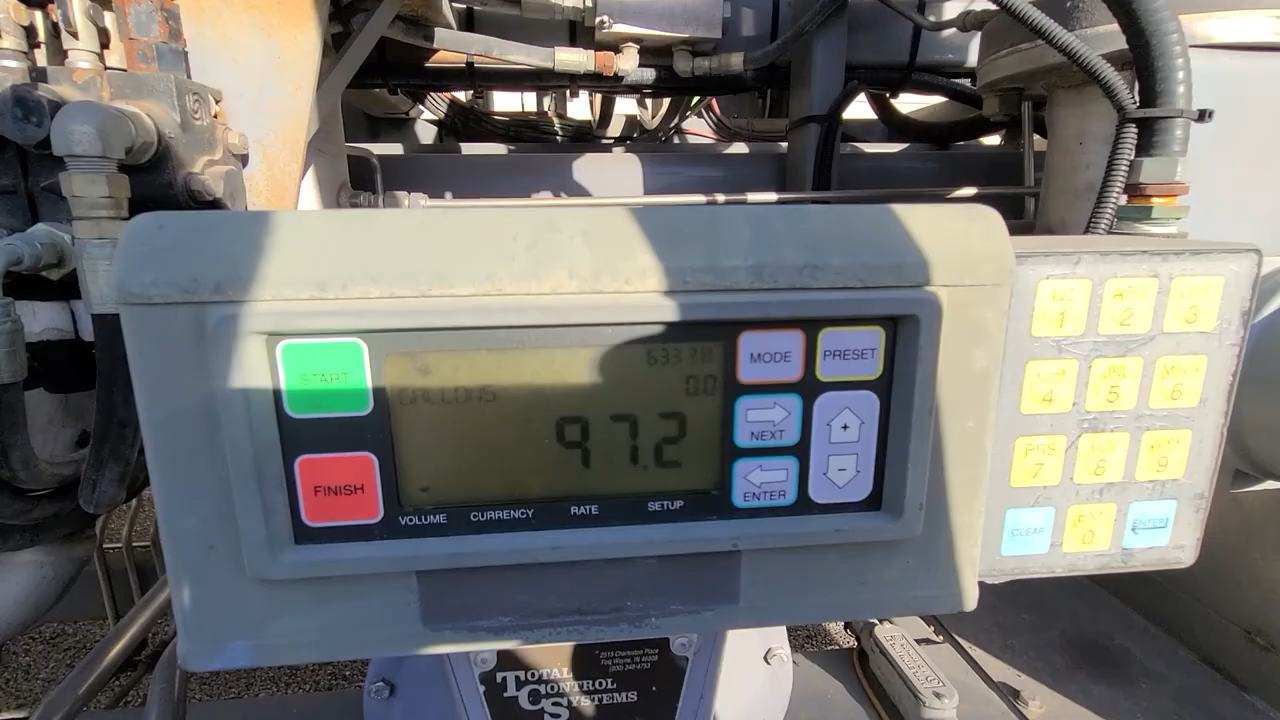 START
FINISH
GALLONS
0.0
97.2
VOLUME CURRENCY RATE SETUP
MODE
PRESET
NEXT
ENTER
+
-
1 2 3
4 5 6
7 8 9
CLEAR 0 ENTER
2515 Charleston Place
Fort Wayne, IN 46808
(800) 348-4753
TOTAL
CONTROL
SYSTEMS